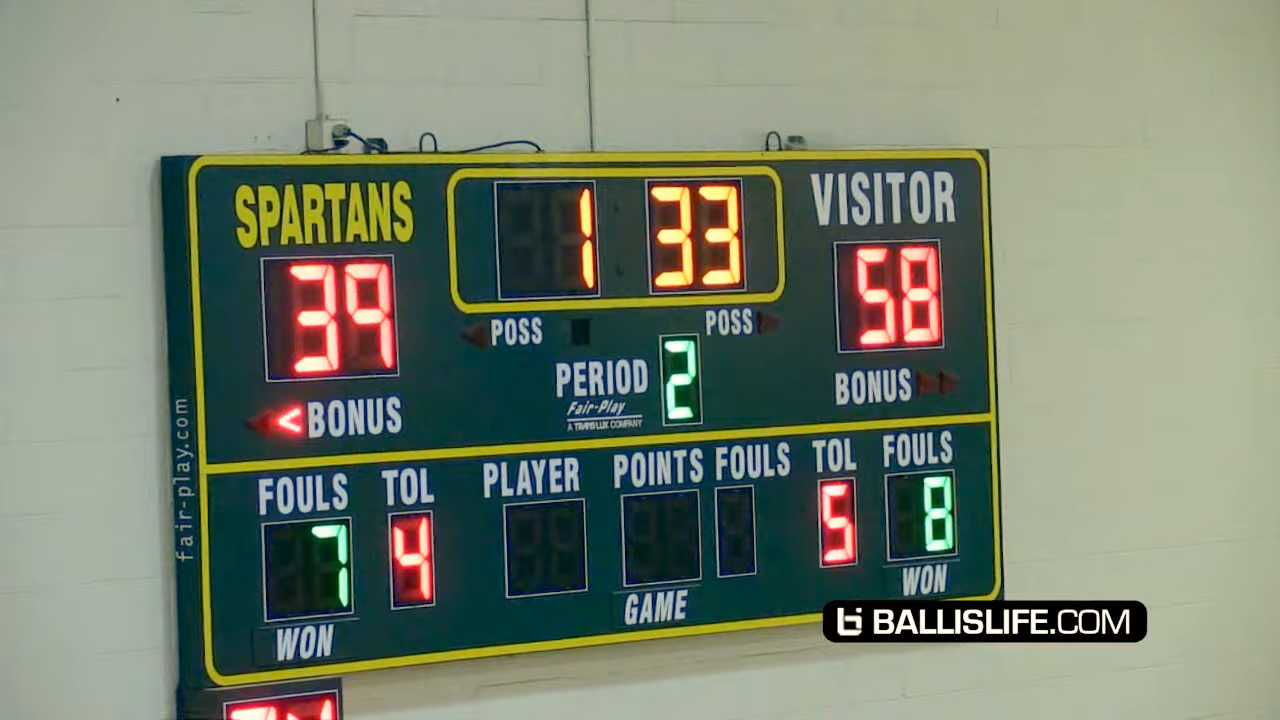 SPARTANS
1 33
VISITOR
39
58
POSS
POSS
PERIOD 2
Fair-Play
A TRANS-LUX COMPANY
< BONUS
BONUS
fair-play.com
FOULS TOL PLAYER POINTS FOULS TOL FOULS
7 4 5 8
WON GAME WON
BALLISLIFE.COM